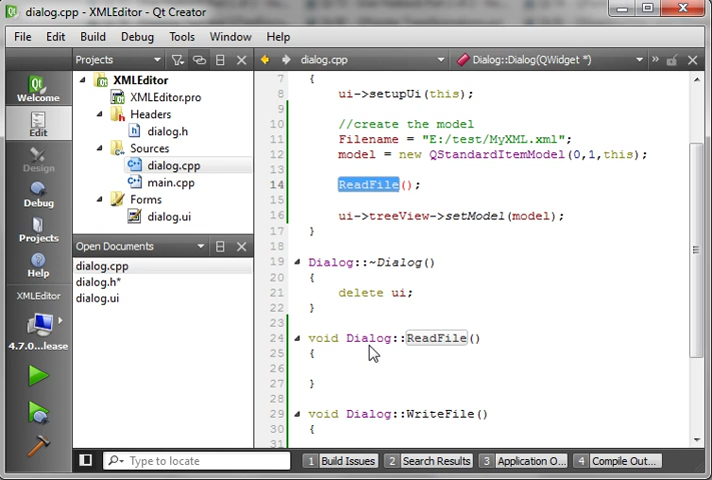 dialog.cpp - XMLEditor - Qt Creator
File Edit View Build Debug Tools Window Help
Projects
dialog.cpp
Dialog::Dialog(QWidget *)
Welcome
Edit
Design
Debug
Projects
Help
XMLEditor
4.7.0...lease
XMLEditor
XMLEditor.pro
Headers
dialog.h
Sources
dialog.cpp
main.cpp
Forms
dialog.ui
Open Documents
dialog.cpp
dialog.h*
dialog.ui
7 {
8 ui->setupUi(this);
9
10 //create the model
11 Filename = "E:/test/MyXML.xml";
12 model = new QStandardItemModel(0,1,this);
13
14 ReadFile();
15
16 ui->treeView->setModel(model);
17 }
18
19 Dialog::~Dialog()
20 {
21 delete ui;
22 }
23
24 void Dialog::ReadFile()
25 {
26
27 }
28
29 void Dialog::WriteFile()
30 {
31
Type to locate
1 Build Issues 2 Search Results 3 Application O... 4 Compile Out...